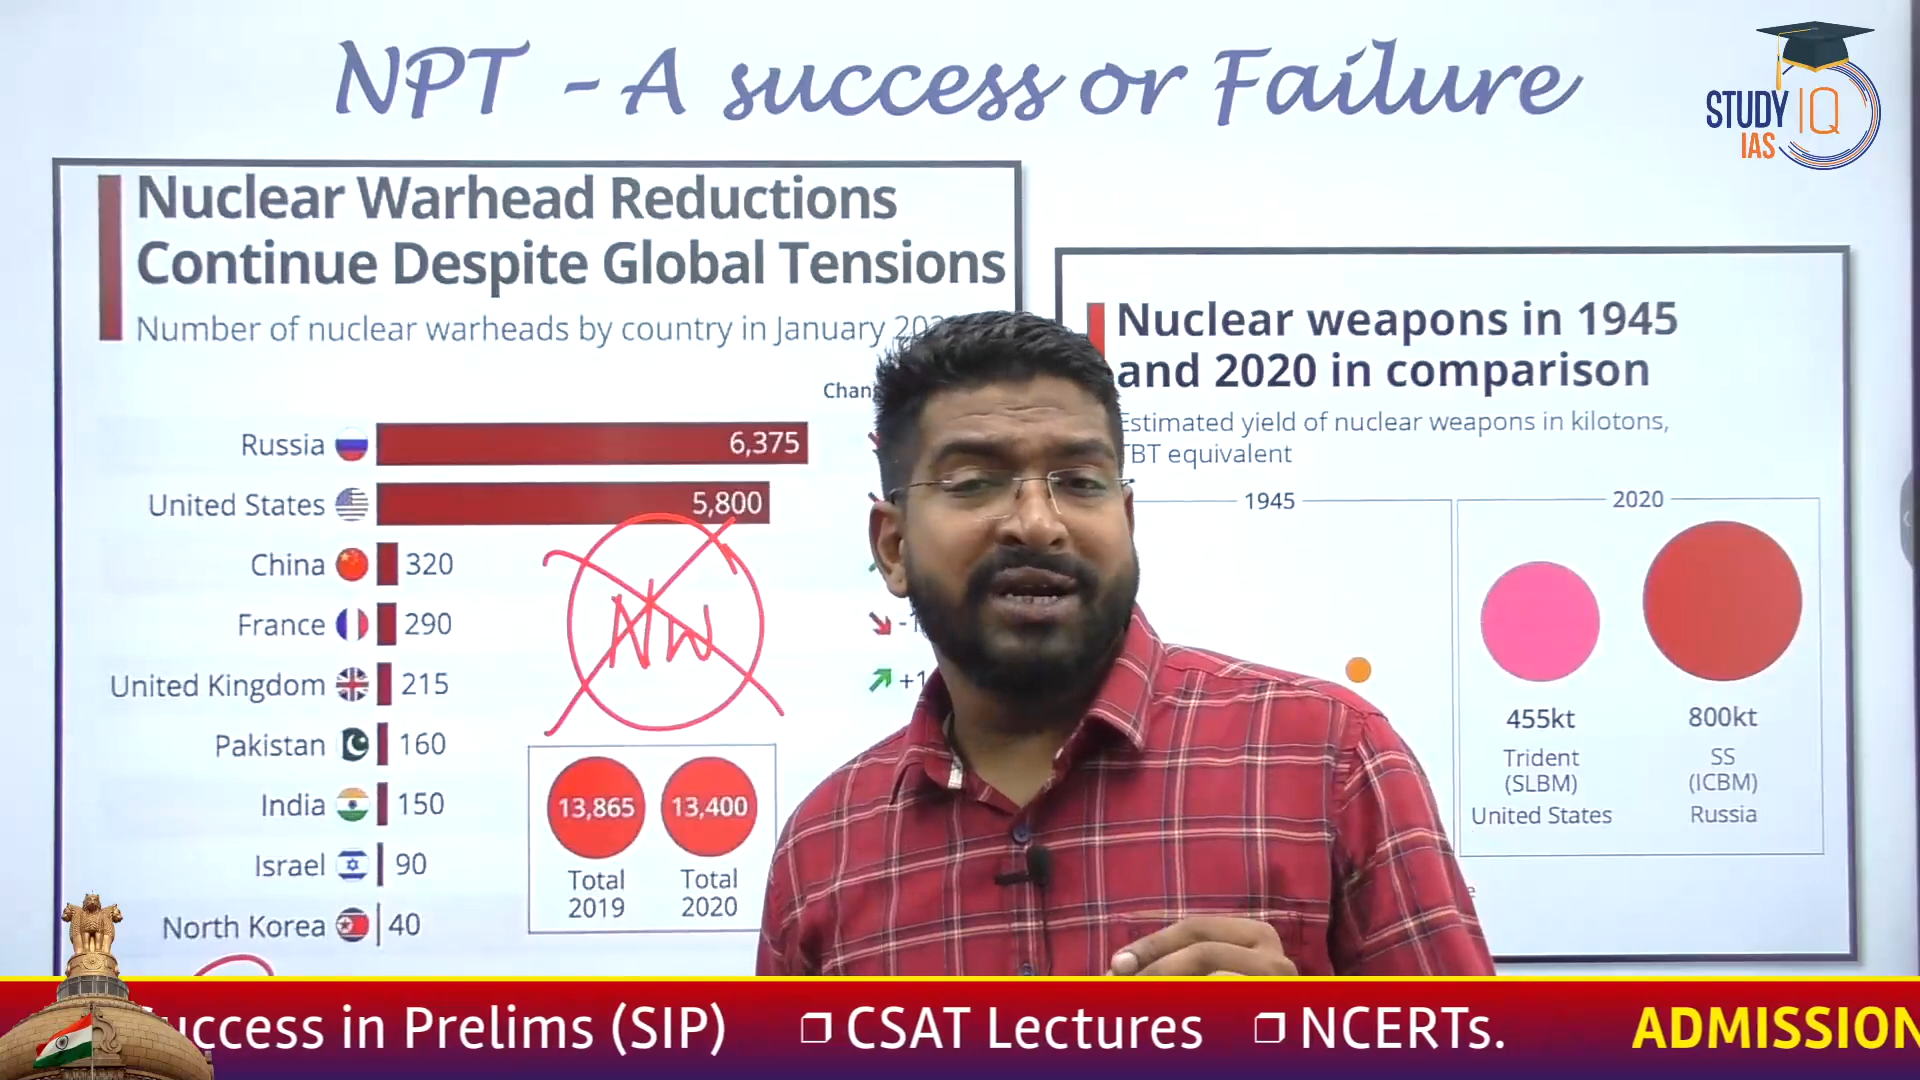 NPT - A success or Failure
STUDY IQ
IAS
Nuclear Warhead Reductions
Continue Despite Global Tensions
Number of nuclear warheads by country in January
Russia 6,375
United States 5,800
China 320
France 290
United Kingdom 215
Pakistan 160
India 150
Israel 90
North Korea 40
NW
13,865 13,400
Total Total
2019 2020
Nuclear weapons in 1945
and 2020 in comparison
Estimated yield of nuclear weapons in kilotons,
TBT equivalent
1945 2020
455kt 800kt
Trident SS
(SLBM) (ICBM)
United States Russia
in Prelims (SIP) ❐ CSAT Lectures ❐ NCERTs. ADMISSION